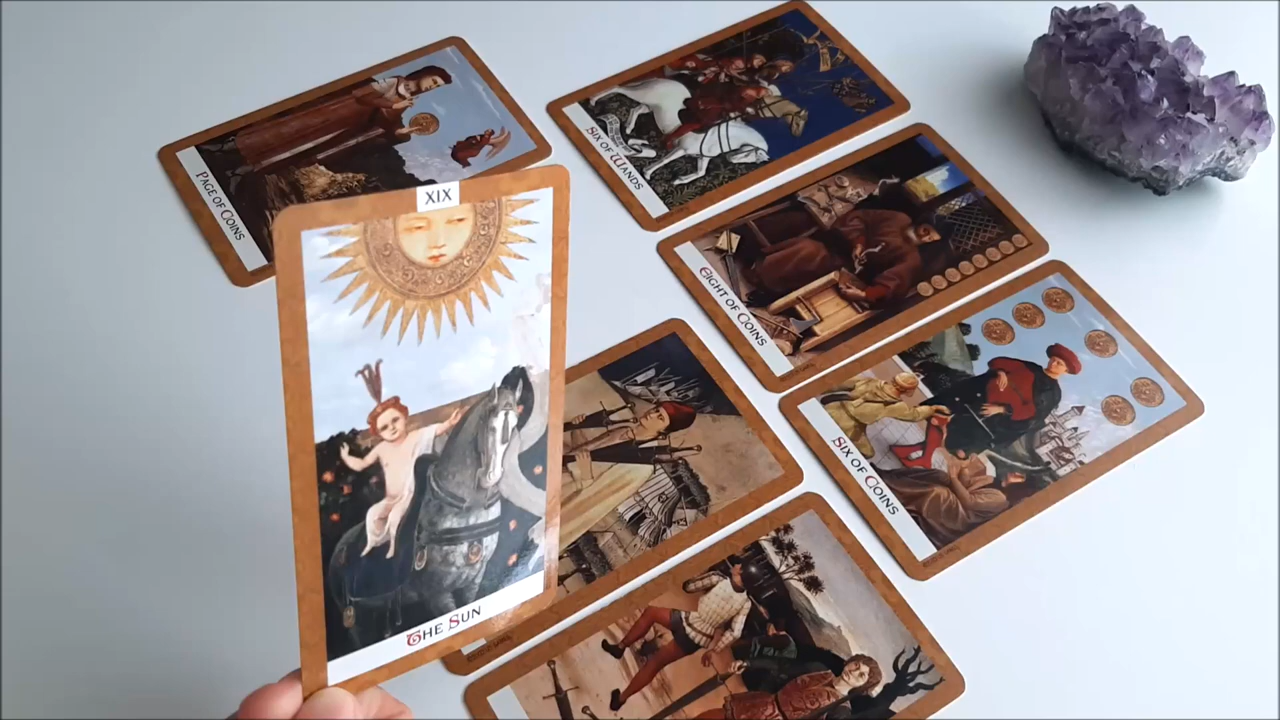 PAGE OF COINS
SIX OF WANDS
XIX
EIGHT OF COINS
SIX OF COINS
THE SUN